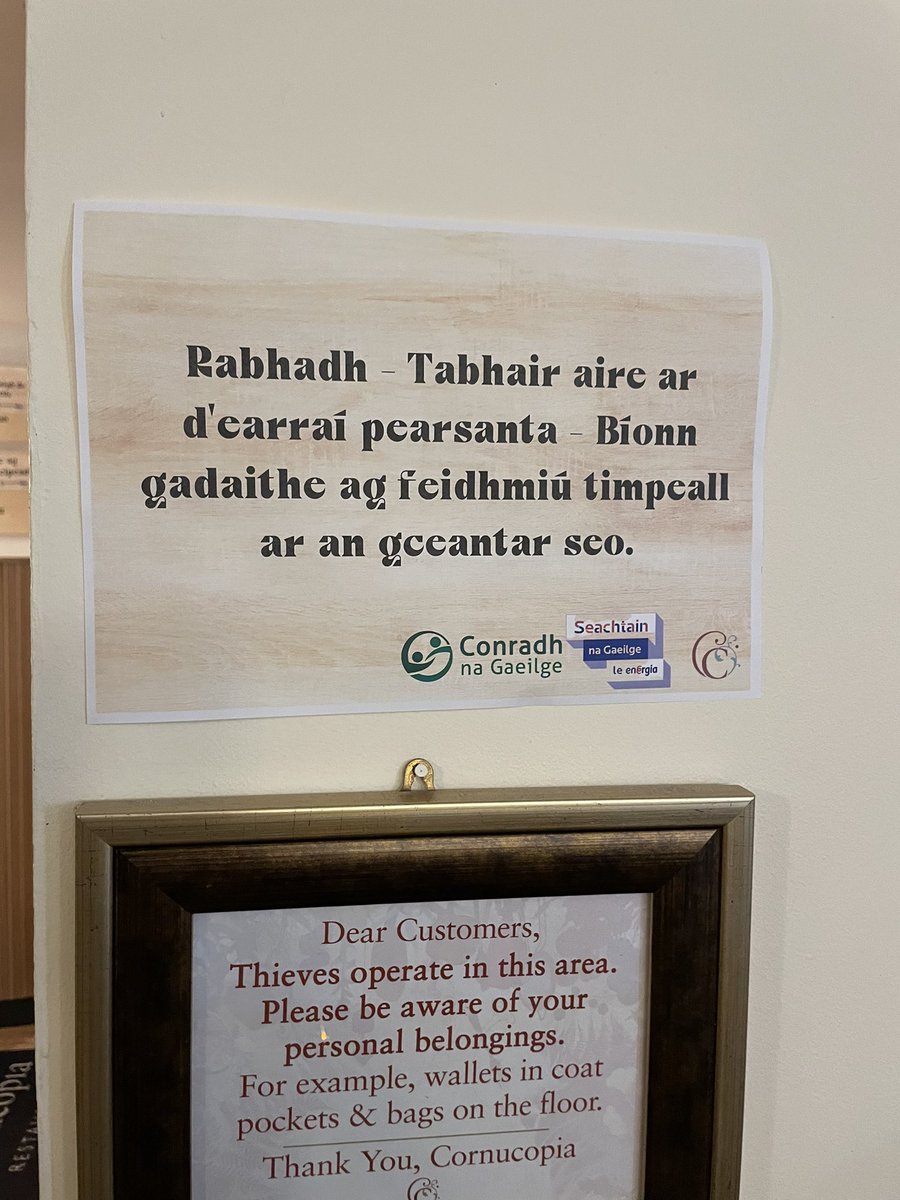 Rabhadh - Tabhair aire ar
d'earraí pearsanta - Bíonn
gadaithe ag feidhmiú timpeall
ar an gceantar seo.
Conradh
na Gaeilge
Seachtain
na Gaeilge
le energia
Dear Customers,
Thieves operate in this area.
Please be aware of your
personal belongings.
For example, wallets in coat
pockets & bags on the floor.
Thank You, Cornucopia